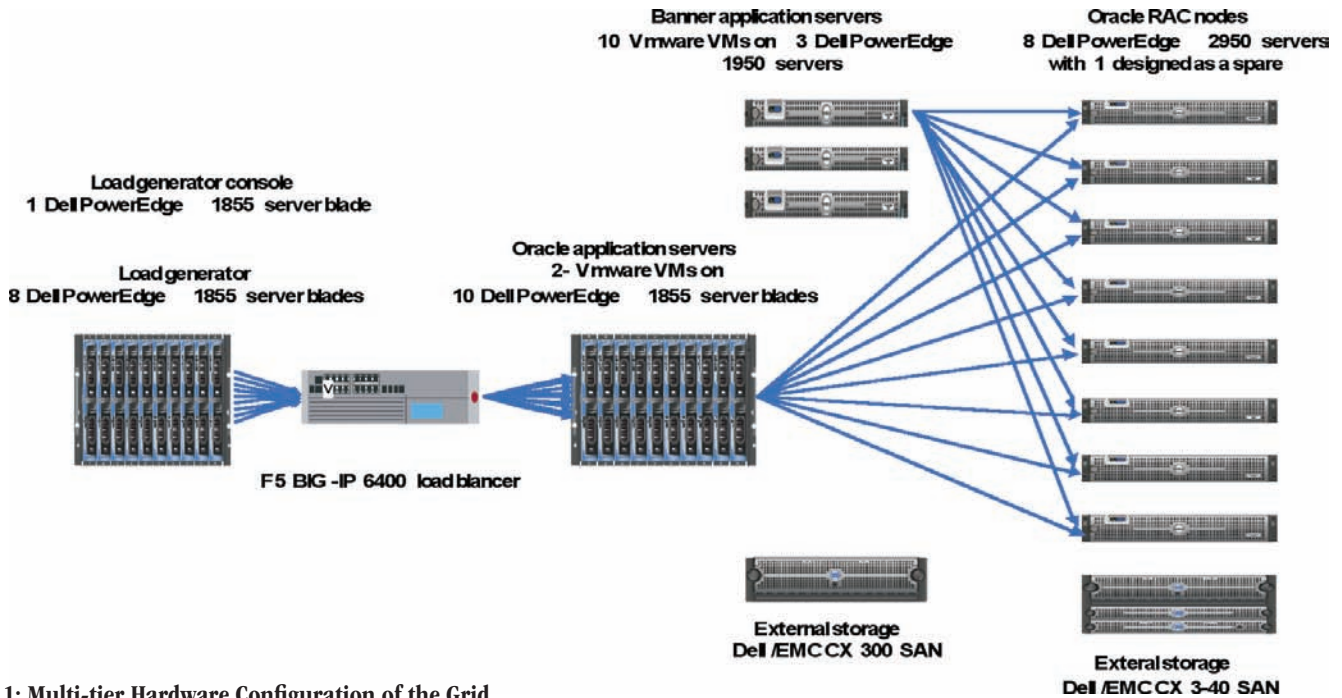 Banner application servers
10 Vmware VMs on 3 Dell PowerEdge
1950 servers
Oracle RAC nodes
8 Dell PowerEdge 2950 servers
with 1 designed as a spare
Load generator console
1 Dell PowerEdge 1855 server blade
Load generator
8 Dell PowerEdge 1855 server blades
Oracle application servers
2- Vmware VMs on
10 Dell PowerEdge 1855 server blades
V
F5 BIG -IP 6400 load blancer
External storage
Dell /EMC CX 300 SAN
Exteral storage
Dell /EMC CX 3-40 SAN
1: Multi-tier Hardware Configuration of the Grid